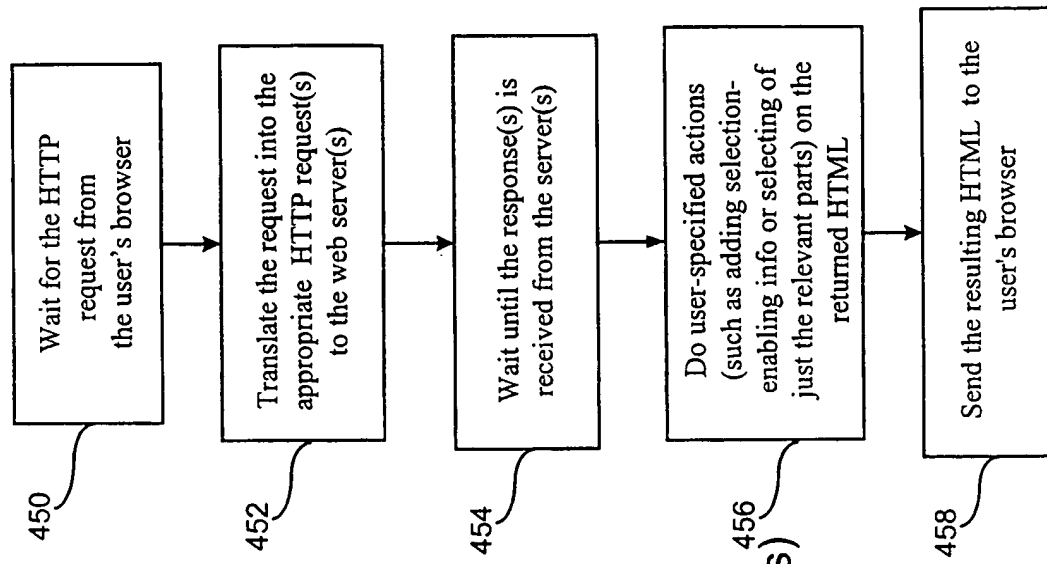 450
Wait for the HTTP
request from
the user's browser
452
Translate the request into the
appropriate HTTP request(s)
to the web server(s)
454
Wait until the response(s) is
received from the server(s)
456
Do user-specified actions
(such as adding selection-
enabling info or selecting of
just the relevant parts) on the
returned HTML
458
Send the resulting HTML to the
user's browser
s)